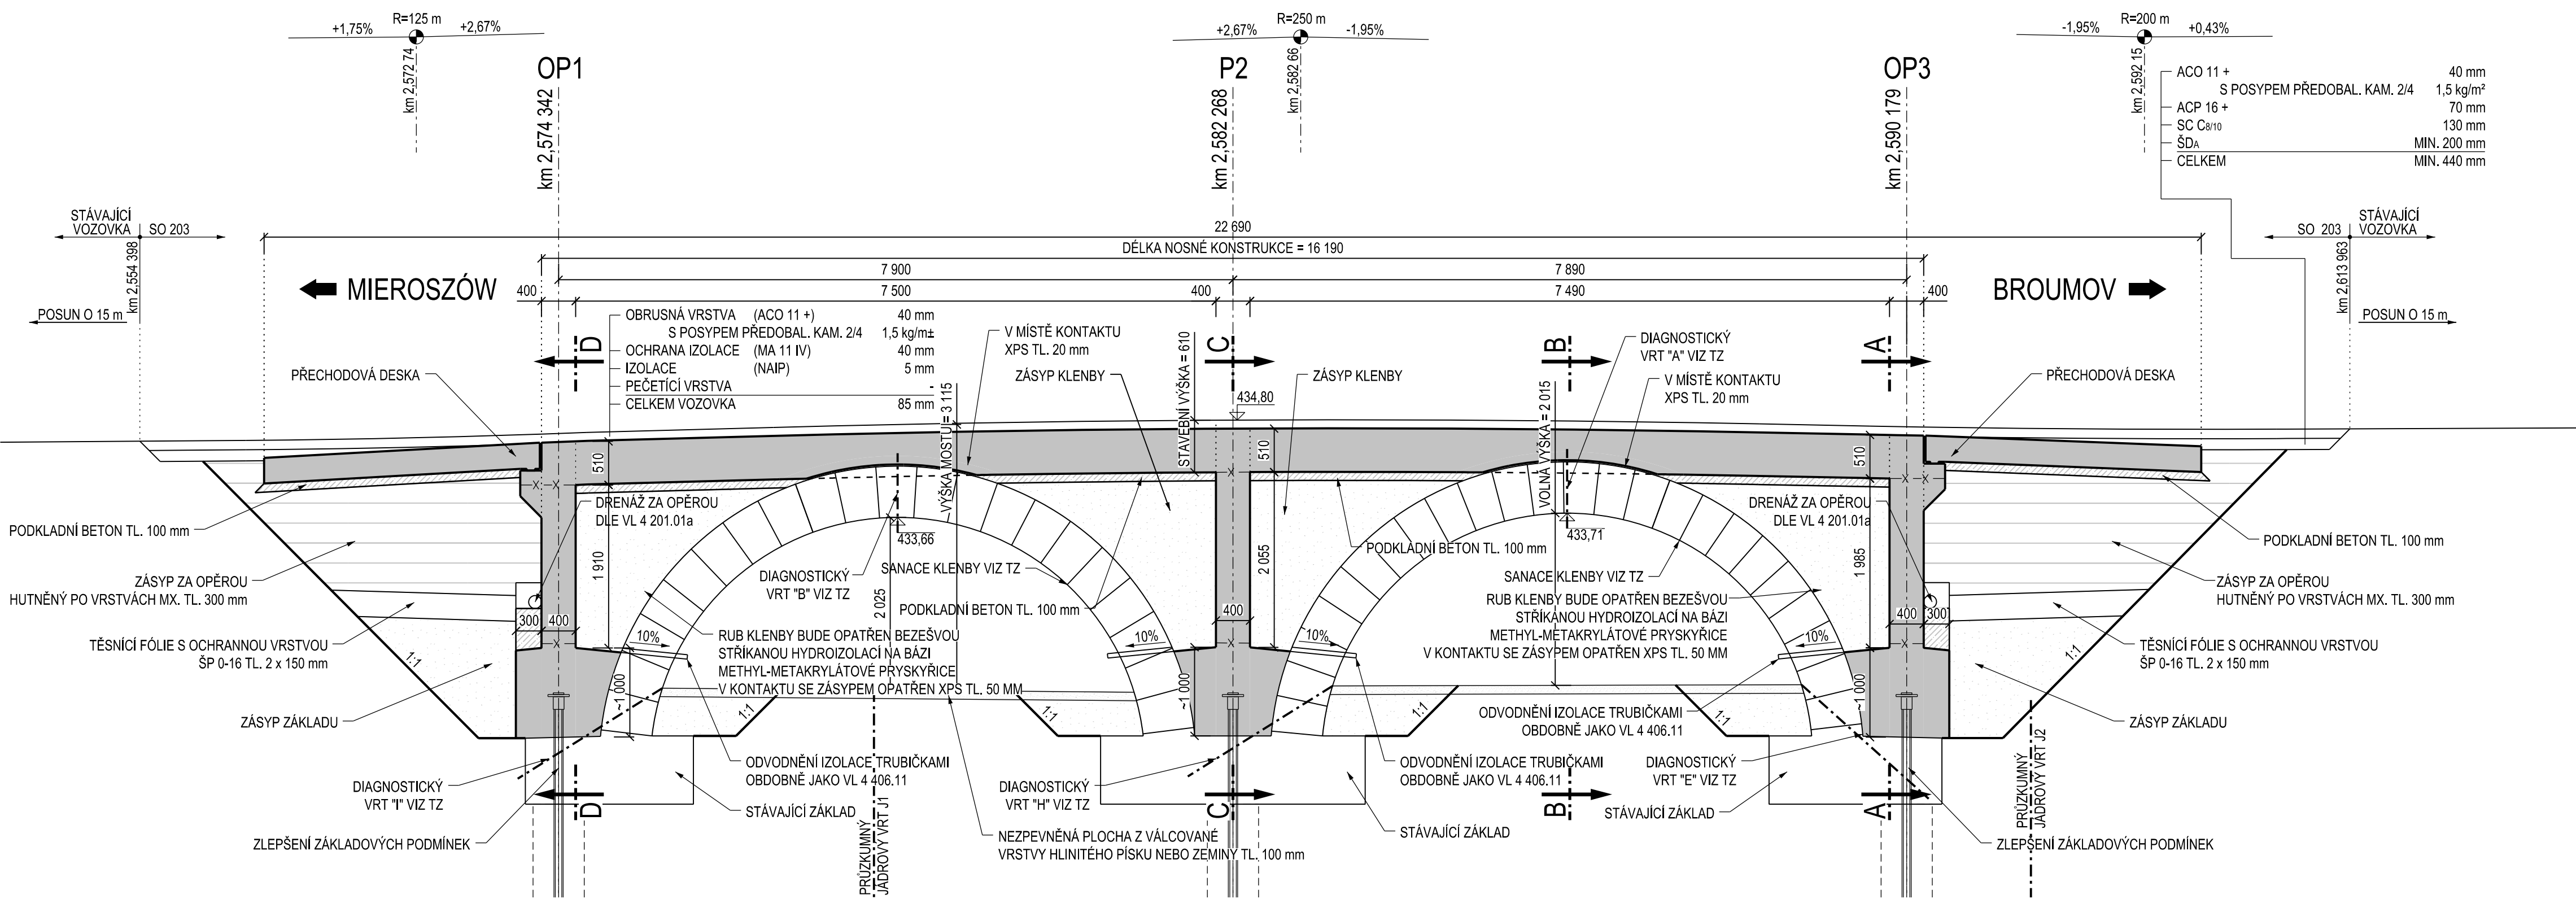 R=125 m
+1,75%
+2,67%
km 2,572 74
OP1
km 2,574 342
R=250 m
+2,67%
-1,95%
km 2,582 66
P2
km 2,582 268
R=200 m
-1,95%
+0,43%
km 2,592 15
OP3
km 2,590 179
ACO 11 + 40 mm
S POSYPEM PŘEDOBAL. KAM. 2/4 1,5 kg/m²
ACP 16 + 70 mm
SC C8/10 130 mm
ŠDA MIN. 200 mm
CELKEM MIN. 440 mm
STÁVAJÍCÍ
VOZOVKA
SO 203
km 2,554 398
POSUN O 15 m
22 690
DÉLKA NOSNÉ KONSTRUKCE = 16 190
7 900
7 890
400
7 500
400
7 490
400
MIEROSZÓW
BROUMOV
SO 203
STÁVAJÍCÍ
VOZOVKA
km 2,613 963
POSUN O 15 m
OBRUSNÁ VRSTVA (ACO 11 +) 40 mm
S POSYPEM PŘEDOBAL. KAM. 2/4 1,5 kg/m±
OCHRANA IZOLACE (MA 11 IV) 40 mm
IZOLACE (NAIP) 5 mm
PEČETÍCÍ VRSTVA -
CELKEM VOZOVKA 85 mm
D
C
B
A
V MÍSTĚ KONTAKTU
XPS TL. 20 mm
ZÁSYP KLENBY
STAVEBNÍ VÝŠKA = 610
434,80
ZÁSYP KLENBY
VÝŠKA MOSTU = 3 115
VOLNÁ VÝŠKA = 2 015
DIAGNOSTICKÝ
VRT "A" VIZ TZ
V MÍSTĚ KONTAKTU
XPS TL. 20 mm
PŘECHODOVÁ DESKA
PŘECHODOVÁ DESKA
510
510
510
DRENÁŽ ZA OPĚROU
DLE VL 4 201.01a
DRENÁŽ ZA OPĚROU
DLE VL 4 201.01a
PODKLADNÍ BETON TL. 100 mm
PODKLADNÍ BETON TL. 100 mm
433,66
433,71
PODKLADNÍ BETON TL. 100 mm
1 910
2 055
1 985
DIAGNOSTICKÝ
VRT "B" VIZ TZ
SANACE KLENBY VIZ TZ
SANACE KLENBY VIZ TZ
2 025
PODKLADNÍ BETON TL. 100 mm
ZÁSYP ZA OPĚROU
HUTNĚNÝ PO VRSTVÁCH MX. TL. 300 mm
ZÁSYP ZA OPĚROU
HUTNĚNÝ PO VRSTVÁCH MX. TL. 300 mm
300
400
400
400
300
10%
10%
10%
10%
RUB KLENBY BUDE OPATŘEN BEZEŠVOU
STŘÍKANOU HYDROIZOLACÍ NA BÁZI
METHYL-METAKRYLÁTOVÉ PRYSKYŘICE
V KONTAKTU SE ZÁSYPEM OPATŘEN XPS TL. 50 MM
RUB KLENBY BUDE OPATŘEN BEZEŠVOU
STŘÍKANOU HYDROIZOLACÍ NA BÁZI
METHYL-METAKRYLÁTOVÉ PRYSKYŘICE
V KONTAKTU SE ZÁSYPEM OPATŘEN XPS TL. 50 MM
TĚSNÍCÍ FÓLIE S OCHRANNOU VRSTVOU
ŠP 0-16 TL. 2 x 150 mm
TĚSNÍCÍ FÓLIE S OCHRANNOU VRSTVOU
ŠP 0-16 TL. 2 x 150 mm
1:1
1:1
1:1
1:1
1:1
1:1
~1 000
~1 000
~1 000
ZÁSYP ZÁKLADU
ZÁSYP ZÁKLADU
ODVODNĚNÍ IZOLACE TRUBIČKAMI
OBDOBNĚ JAKO VL 4 406.11
ODVODNĚNÍ IZOLACE TRUBIČKAMI
OBDOBNĚ JAKO VL 4 406.11
ODVODNĚNÍ IZOLACE TRUBIČKAMI
OBDOBNĚ JAKO VL 4 406.11
DIAGNOSTICKÝ
VRT "I" VIZ TZ
DIAGNOSTICKÝ
VRT "H" VIZ TZ
DIAGNOSTICKÝ
VRT "E" VIZ TZ
STÁVAJÍCÍ ZÁKLAD
STÁVAJÍCÍ ZÁKLAD
STÁVAJÍCÍ ZÁKLAD
D
C
B
A
PRŮZKUMNÝ
JÁDROVÝ VRT J1
PRŮZKUMNÝ
JÁDROVÝ VRT J2
ZLEPŠENÍ ZÁKLADOVÝCH PODMÍNEK
NEZPEVNĚNÁ PLOCHA Z VÁLCOVANÉ
VRSTVY HLINITÉHO PÍSKU NEBO ZEMINY TL. 100 mm
ZLEPŠENÍ ZÁKLADOVÝCH PODMÍNEK